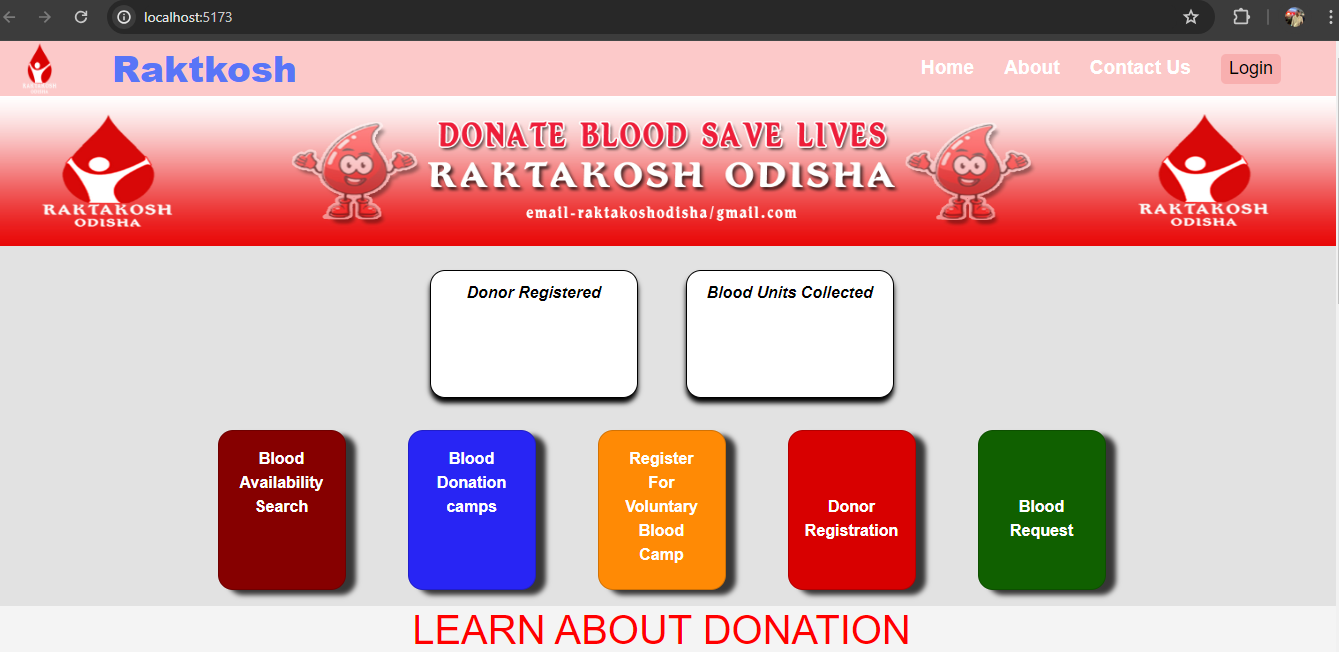 localhost:5173
Raktkosh
Home About Contact Us Login
DONATE BLOOD SAVE LIVES
RAKTAKOSH ODISHA
email-raktakoshodisha/gmail.com
RAKTAKOSH
ODISHA
RAKTAKOSH
ODISHA
Donor Registered
Blood Units Collected
Blood
Availability
Search
Blood
Donation
camps
Register
For
Voluntary
Blood
Camp
Donor
Registration
Blood
Request
LEARN ABOUT DONATION